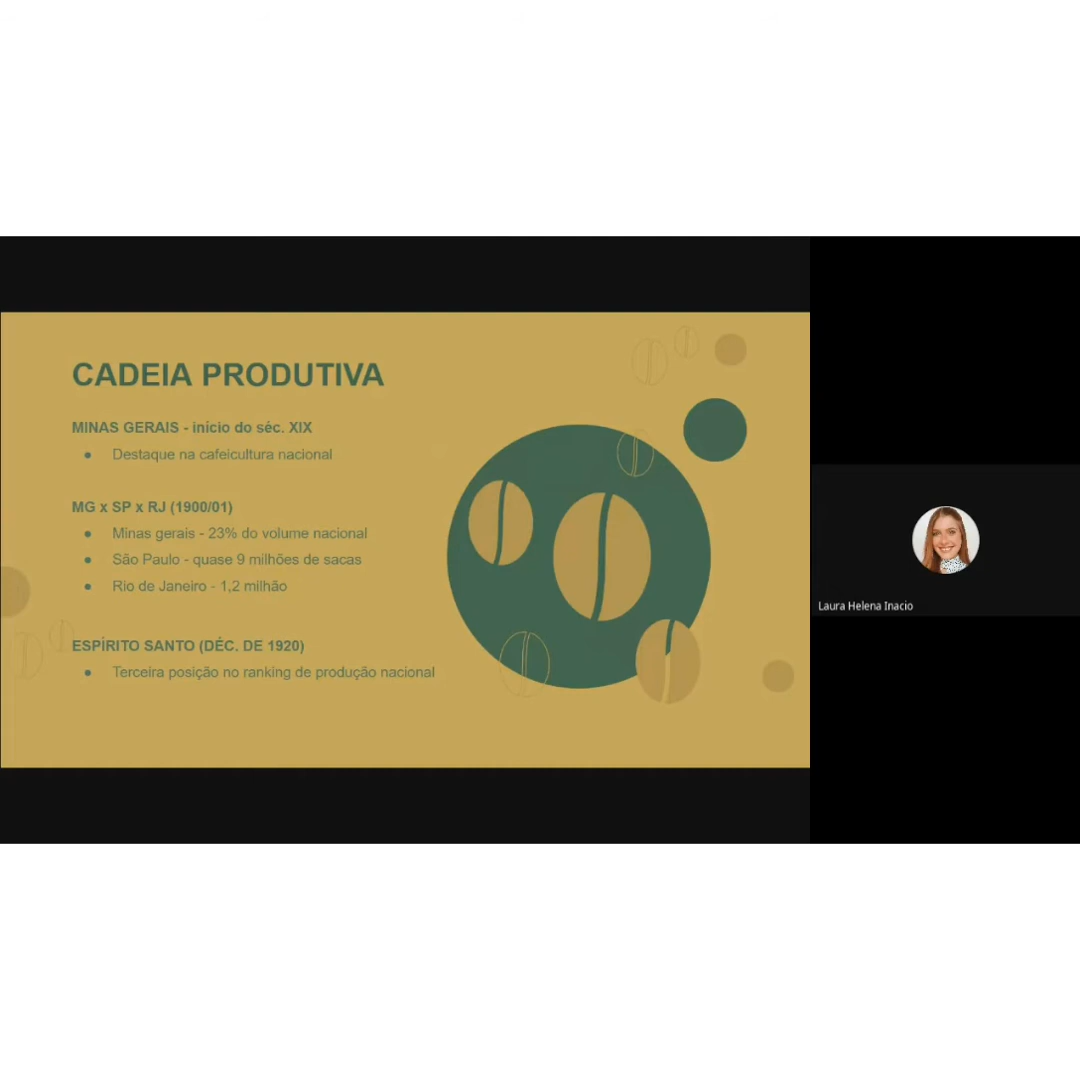 CADEIA PRODUTIVA
MINAS GERAIS - início do séc. XIX
● Destaque na cafeicultura nacional
MG x SP x RJ (1900/01)
● Minas gerais - 23% do volume nacional
● São Paulo - quase 9 milhões de sacas
● Rio de Janeiro - 1,2 milhão
ESPÍRITO SANTO (DÉC. DE 1920)
● Terceira posição no ranking de produção nacional
Laura Helena Inacio